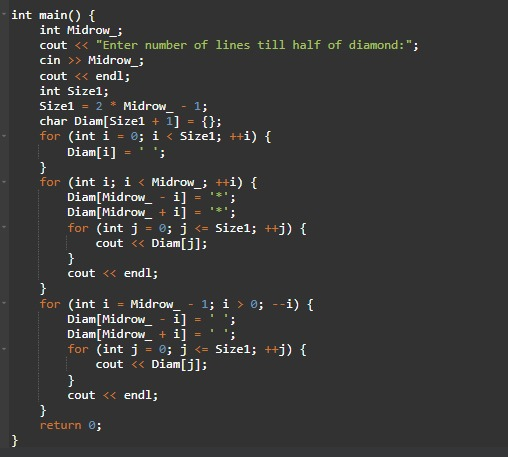 int main() {
    int Midrow_;
    cout << "Enter number of lines till half of diamond:";
    cin >> Midrow_;
    cout << endl;
    int Size1;
    Size1 = 2 * Midrow_ - 1;
    char Diam[Size1 + 1] = {};
    for (int i = 0; i < Size1; ++i) {
        Diam[i] = ' ';
    }
    for (int i; i < Midrow_; ++i) {
        Diam[Midrow_ - i] = '*';
        Diam[Midrow_ + i] = '*';
        for (int j = 0; j <= Size1; ++j) {
            cout << Diam[j];
        }
        cout << endl;
    }
    for (int i = Midrow_ - 1; i > 0; --i) {
        Diam[Midrow_ - i] = ' ';
        Diam[Midrow_ + i] = ' ';
        for (int j = 0; j <= Size1; ++j) {
            cout << Diam[j];
        }
        cout << endl;
    }
    return 0;
}